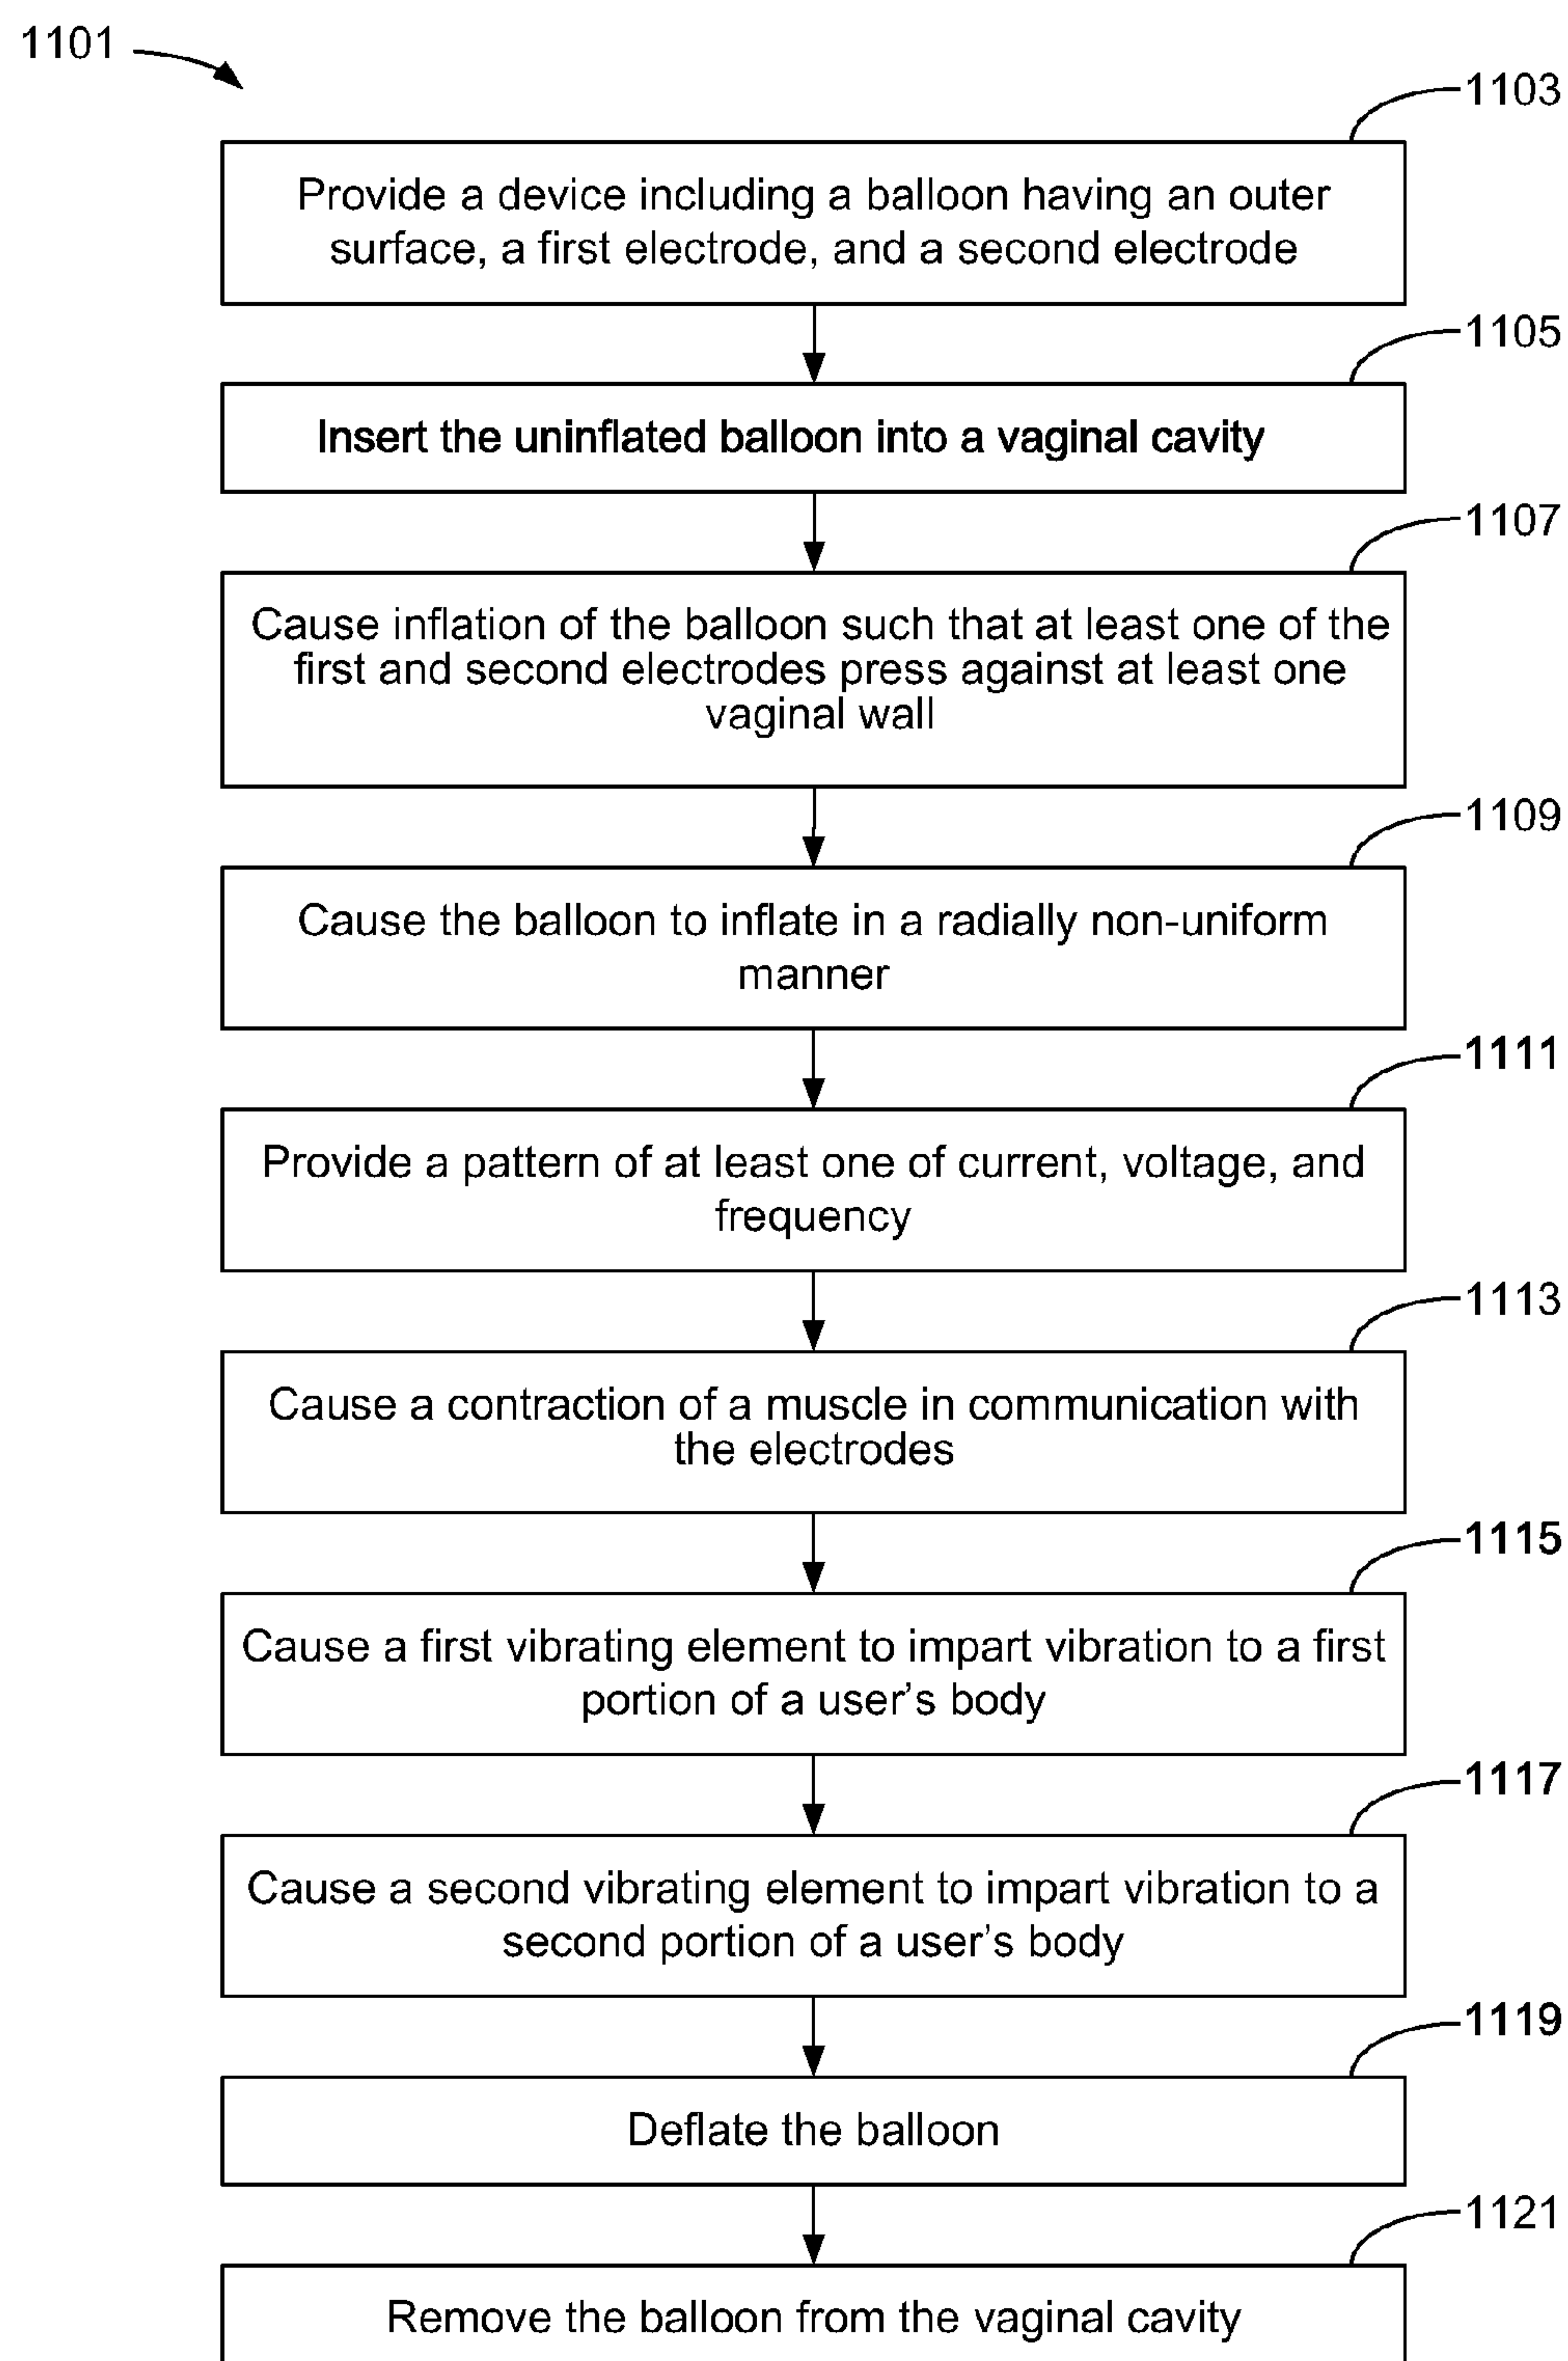 1101
1103
Provide a device including a balloon having an outer
surface, a first electrode, and a second electrode
1105
Insert the uninflated balloon into a vaginal cavity
1107
Cause inflation of the balloon such that at least one of the
first and second electrodes press against at least one
vaginal wall
1109
Cause the balloon to inflate in a radially non-uniform
manner
1111
Provide a pattern of at least one of current, voltage, and
frequency
1113
Cause a contraction of a muscle in communication with
the electrodes
1115
Cause a first vibrating element to impart vibration to a first
portion of a user's body
1117
Cause a second vibrating element to impart vibration to a
second portion of a user's body
1119
Deflate the balloon
1121
Remove the balloon from the vaginal cavity